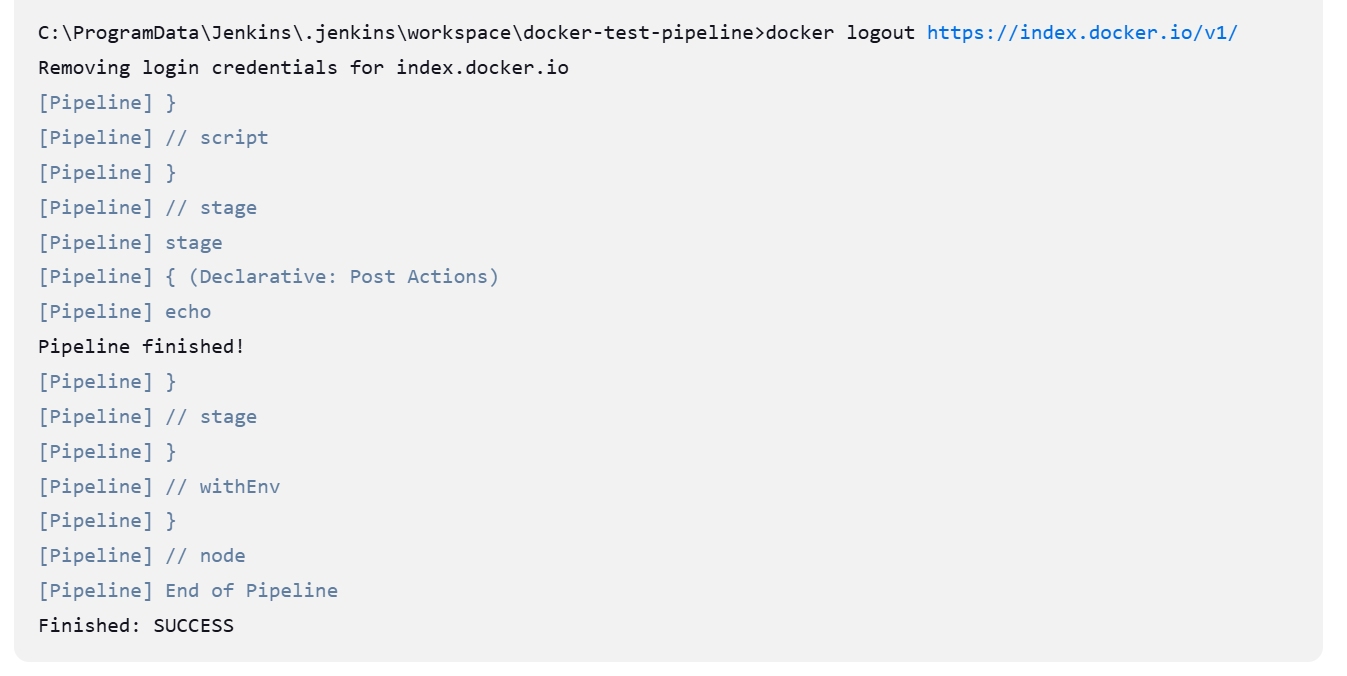 C:\ProgramData\Jenkins\.jenkins\workspace\docker-test-pipeline>docker logout https://index.docker.io/v1/
Removing login credentials for index.docker.io
[Pipeline] }
[Pipeline] // script
[Pipeline] }
[Pipeline] // stage
[Pipeline] stage
[Pipeline] { (Declarative: Post Actions)
[Pipeline] echo
Pipeline finished!
[Pipeline] }
[Pipeline] // stage
[Pipeline] }
[Pipeline] // withEnv
[Pipeline] }
[Pipeline] // node
[Pipeline] End of Pipeline
Finished: SUCCESS